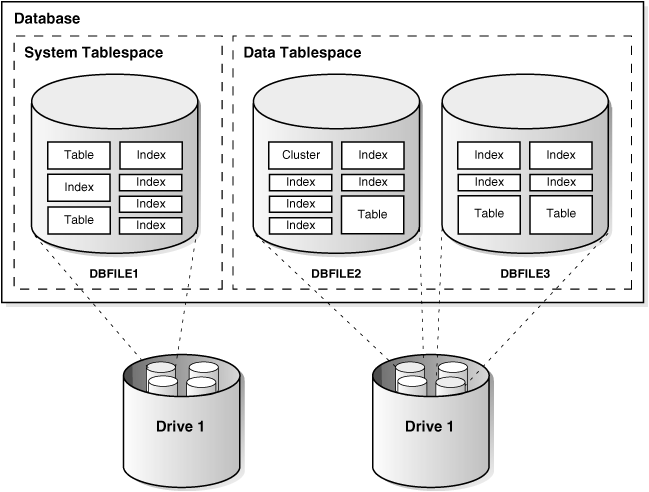 Database
System Tablespace
Data Tablespace
Table
Index
Index
Index
Table
Index
Index
Cluster
Index
Index
Index
Index
Index
Index
Table
Index
Index
Index
Index
Table
Table
DBFILE1
DBFILE2
DBFILE3
Drive 1
Drive 1